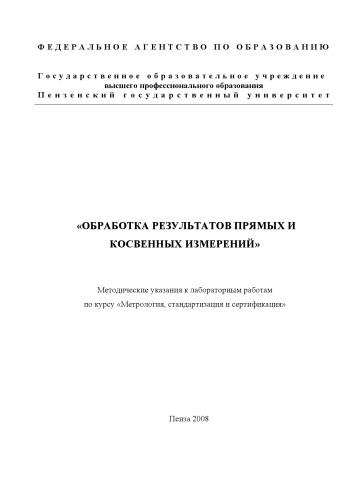 ФЕДЕРАЛЬНОЕ АГЕНТСТВО ПО ОБРАЗОВАНИЮ
Государственное образовательное учреждение
высшего профессионального образования
Пензенский государственный университет
«ОБРАБОТКА РЕЗУЛЬТАТОВ ПРЯМЫХ И
КОСВЕННЫХ ИЗМЕРЕНИЙ»
Методические указания к лабораторным работам
по курсу «Метрология, стандартизация и сертификация»
Пенза 2008